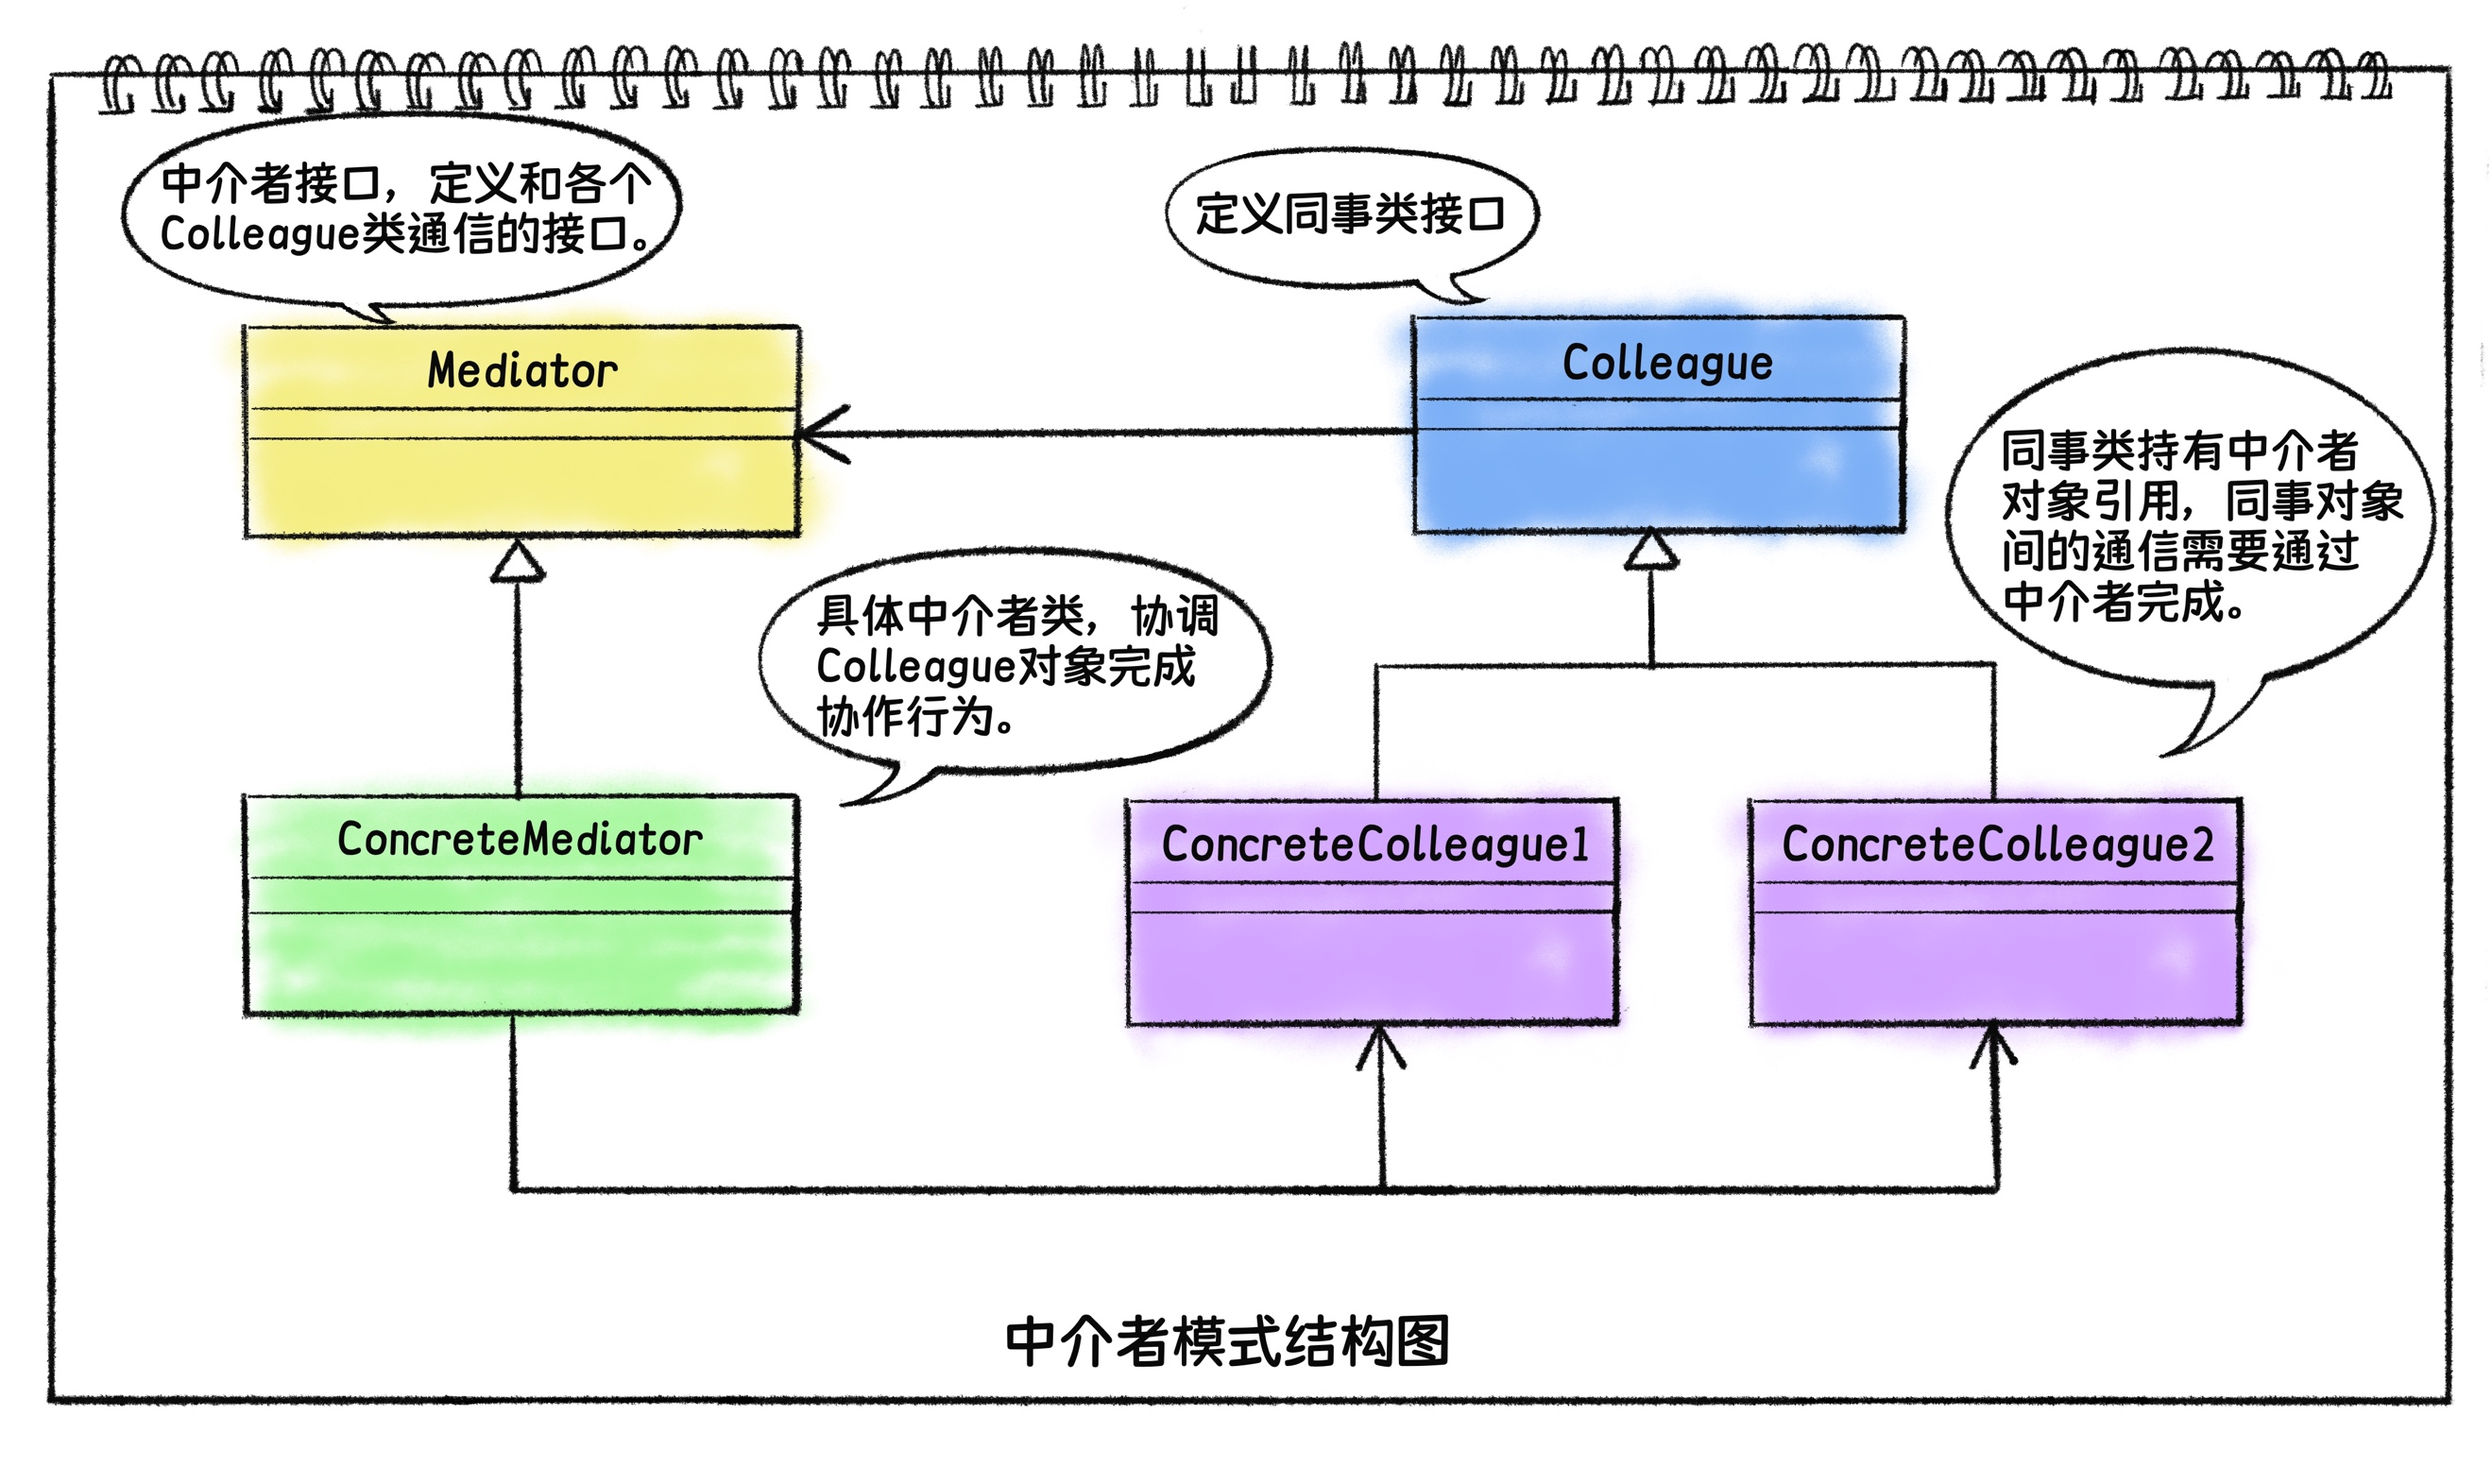 中介者接口，定义和各个
Colleague类通信的接口。
定义同事类接口
Mediator
Colleague
同事类持有中介者
对象引用，同事对象
间的通信需要通过
中介者完成。
具体中介者类，协调
Colleague对象完成
协作行为。
ConcreteMediator
ConcreteColleague1
ConcreteColleague2
中介者模式结构图